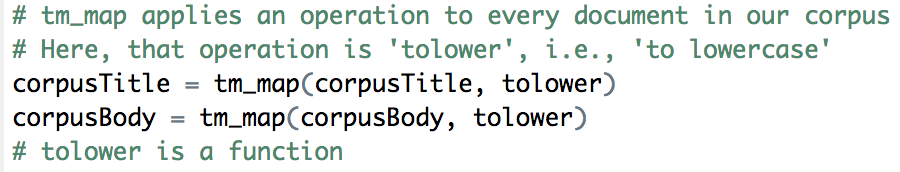 # tm_map applies an operation to every document in our corpus
# Here, that operation is 'tolower', i.e., 'to lowercase'
corpusTitle = tm_map(corpusTitle, tolower)
corpusBody = tm_map(corpusBody, tolower)
# tolower is a function